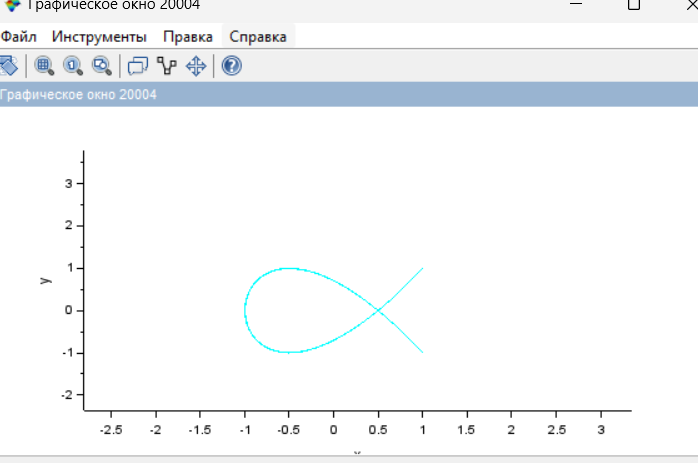 Графическое окно 20004
Файл Инструменты Правка Справка
Графическое окно 20004
3
2
1
0
-1
-2
y
-2.5 -2 -1.5 -1 -0.5 0 0.5 1 1.5 2 2.5 3